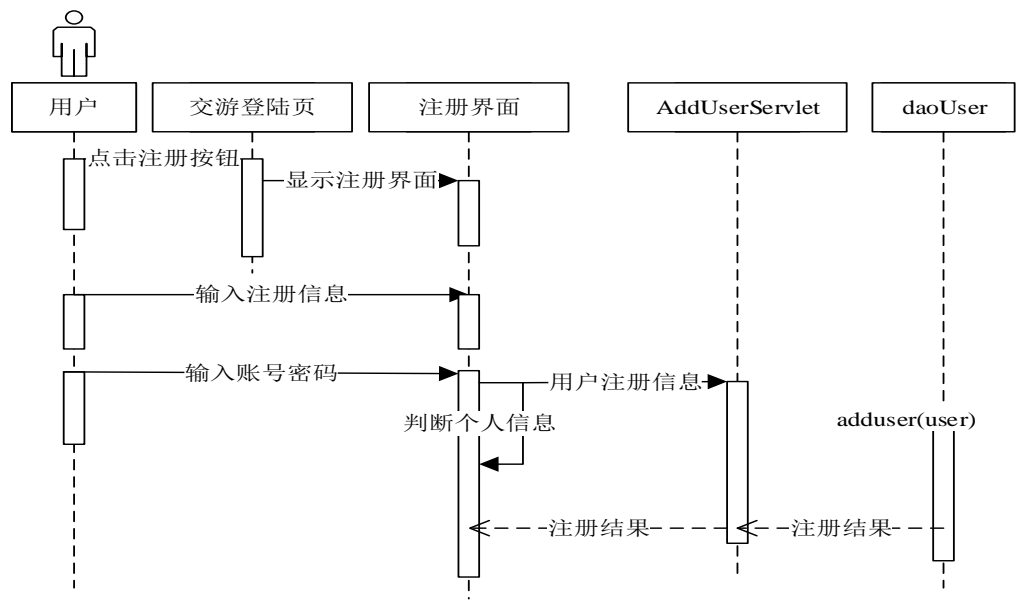 用户
交游登陆页
注册界面
AddUserServlet
daoUser
点击注册按钮
显示注册界面
输入注册信息
输入账号密码
用户注册信息
判断个人信息
adduser(user)
注册结果
注册结果